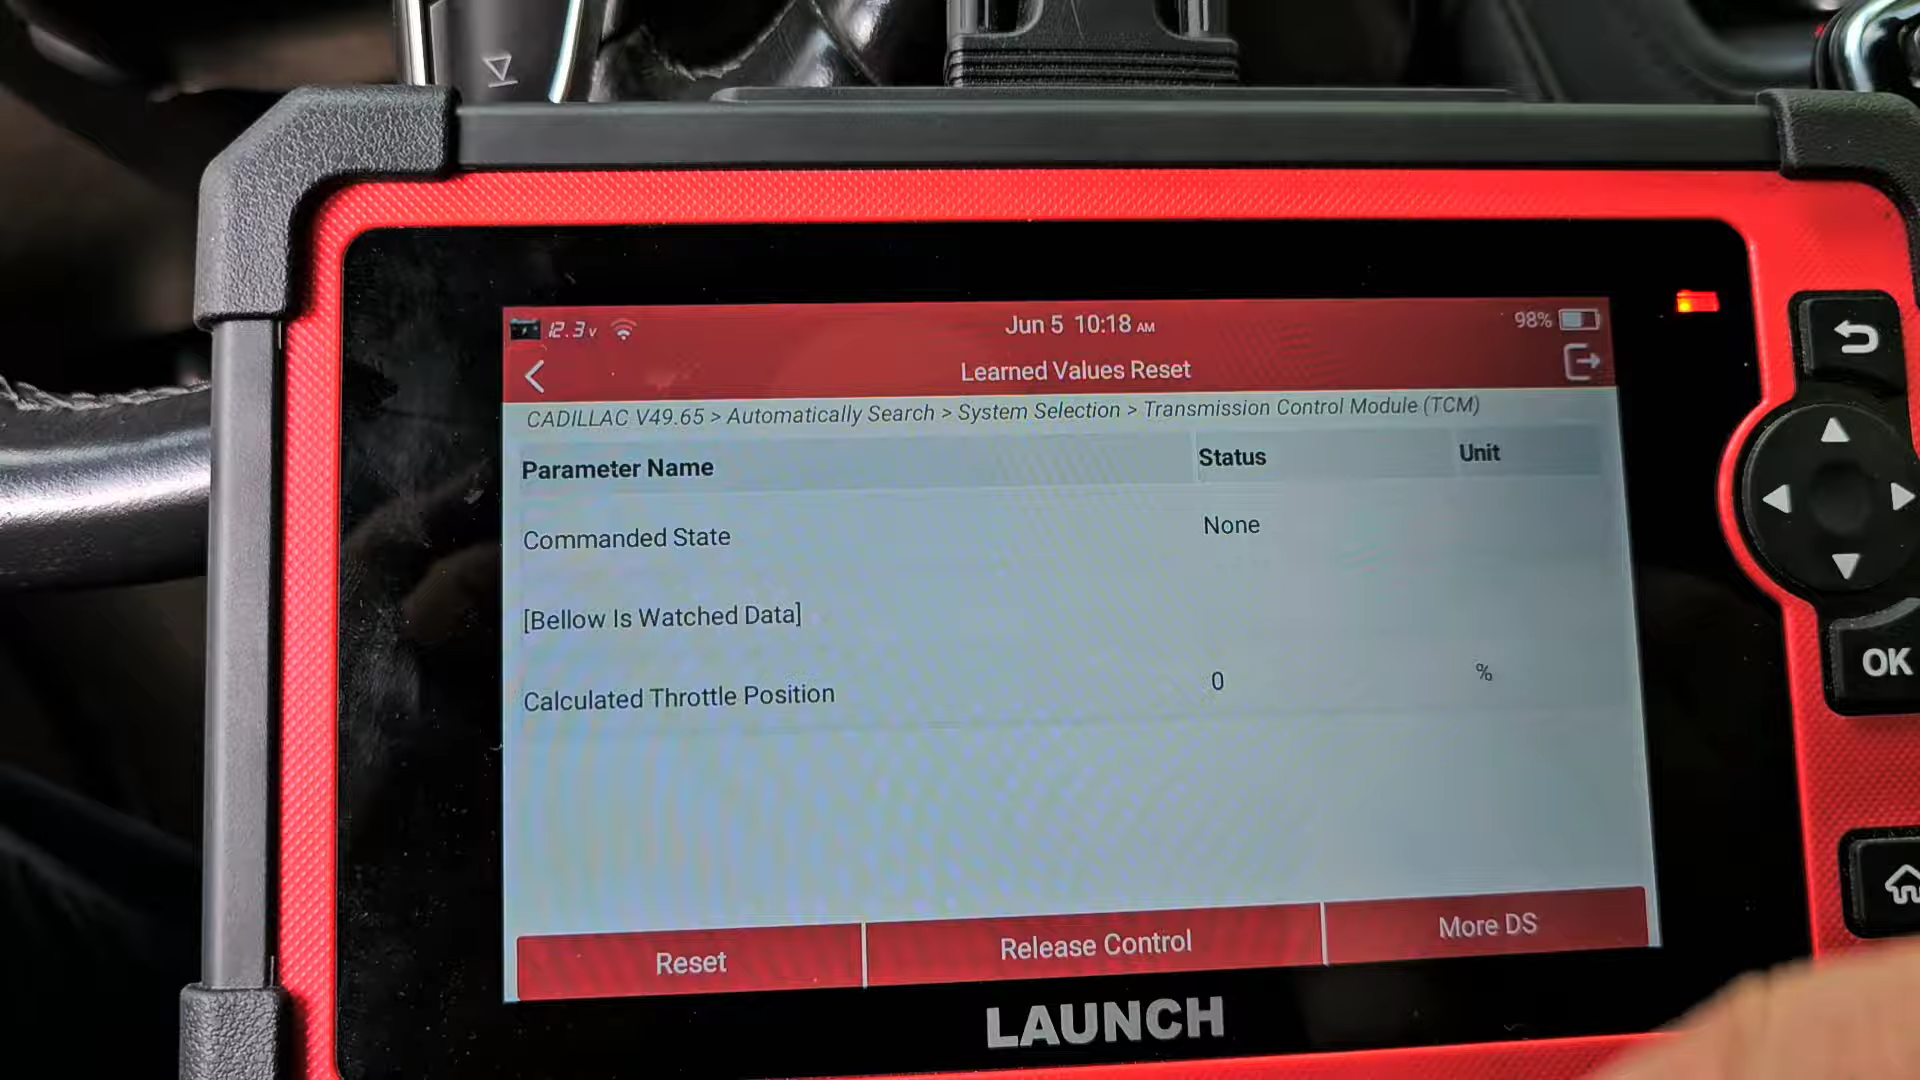 12.3v
Jun 5 10:18 AM
98%
Learned Values Reset
CADILLAC V49.65 > Automatically Search > System Selection > Transmission Control Module (TCM)
Parameter Name Status Unit
Commanded State None
[Bellow Is Watched Data]
Calculated Throttle Position 0 %
Reset Release Control More DS
LAUNCH
OK